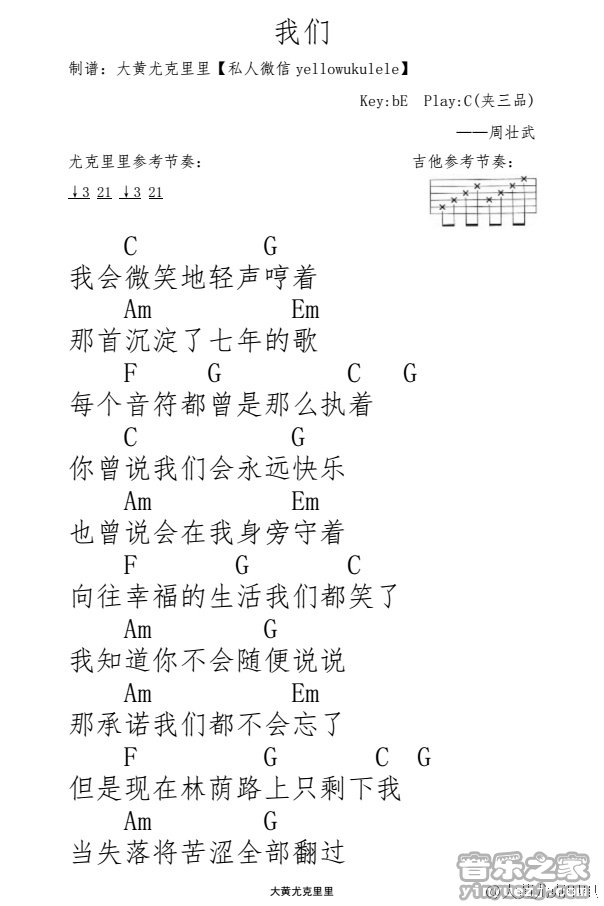 我们
制谱：大黄尤克里里【私人微信 yellowukulele】
Key:bE Play:C(夹三品)
——周壮武
尤克里里参考节奏： 吉他参考节奏：
↓3 21 ↓3 21
C G
我会微笑地轻声哼着
Am Em
那首沉淀了七年的歌
F G C G
每个音符都曾是那么执着
C G
你曾说我们会永远快乐
Am Em
也曾说会在我身旁守着
F G C
向往幸福的生活我们都笑了
Am G
我知道你不会随便说说
Am Em
那承诺我们都不会忘了
F G C G
但是现在林荫路上只剩下我
Am G
当失落将苦涩全部翻过
大黄尤克里里
音乐之家